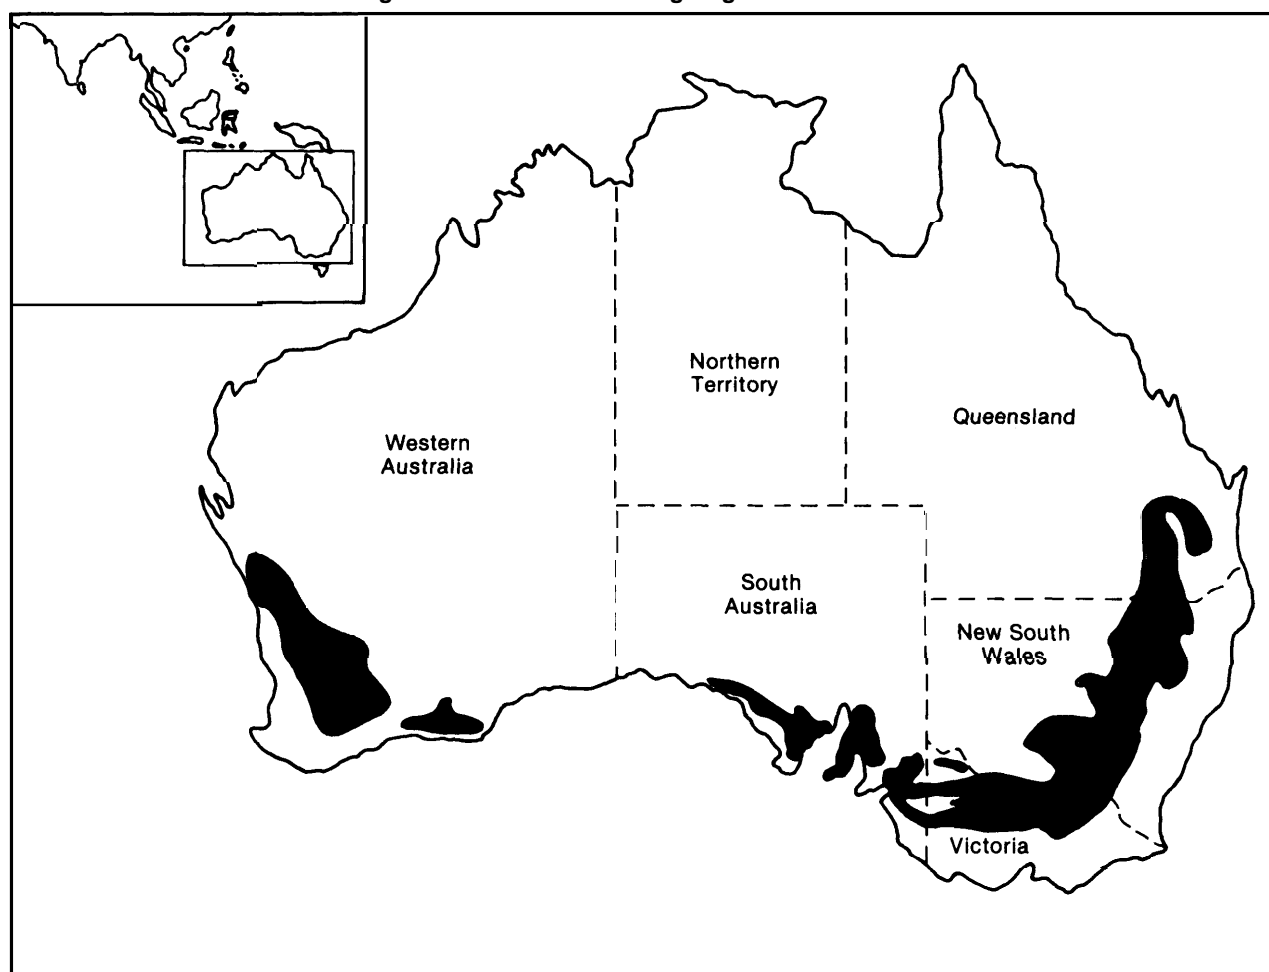 Northern
Territory
Queensland
Western
Australia
South
Australia
New South
Wales
Victoria